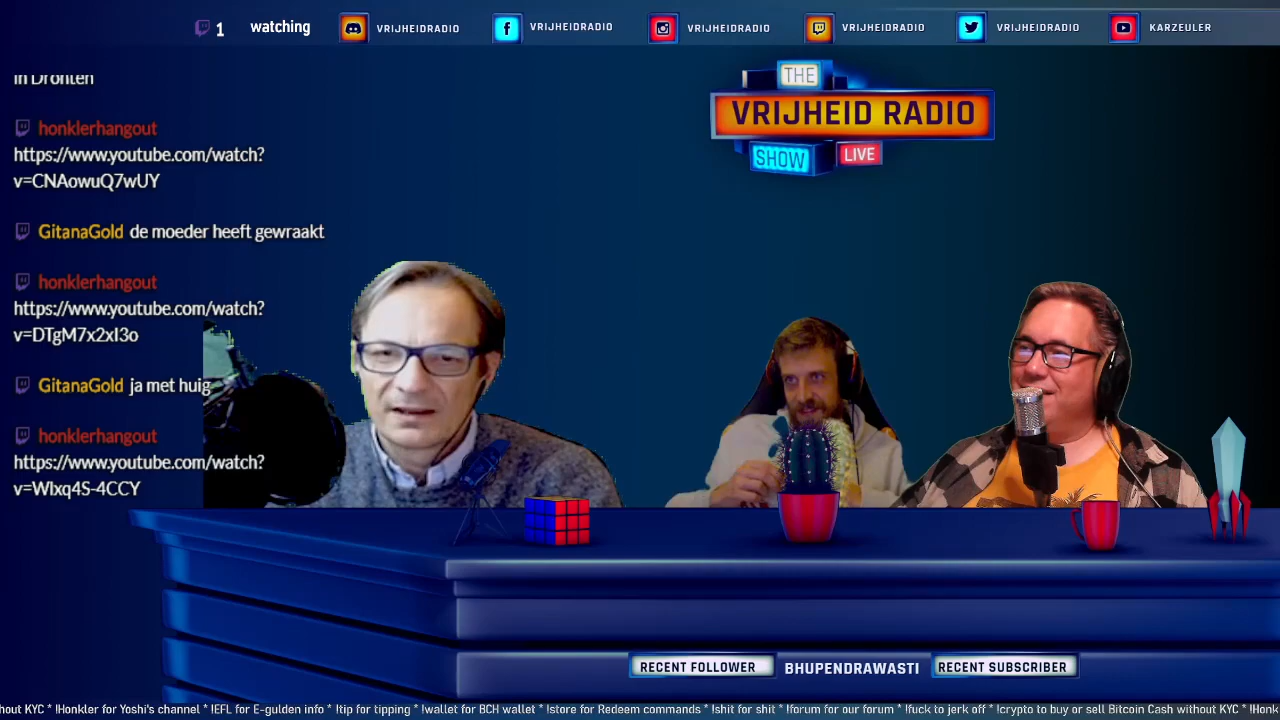 1 watching VRIJHEIDRADIO VRIJHEIDRADIO VRIJHEIDRADIO VRIJHEIDRADIO VRIJHEIDRADIO KARZEULER
in Dronten
honklerhangout
https://www.youtube.com/watch?
v=CNAowuQ7wUY
GitanaGold de moeder heeft gewraakt
honklerhangout
https://www.youtube.com/watch?
v=DTgM7x2xI3o
GitanaGold ja met huig
honklerhangout
https://www.youtube.com/watch?
v=Wlxq4S-4CCY
THE
VRIJHEID RADIO
SHOW LIVE
RECENT FOLLOWER BHUPENDRAWASTI RECENT SUBSCRIBER
out KYC * !Honkler for Yoshi's channel * !EFL for E-gulden info * !tip for tipping * !wallet for BCH wallet * !store for Redeem commands * !shit for shit * !forum for our forum * !fuck to jerk off * !crypto to buy or sell Bitcoin Cash without KYC * !Honk